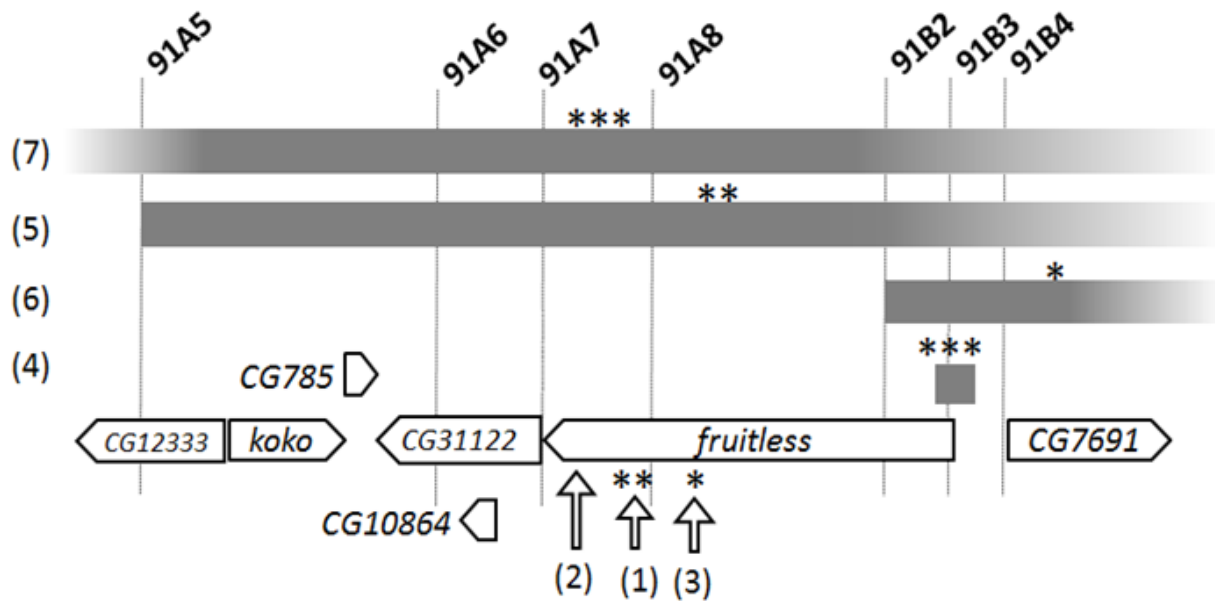 91A5 91A6 91A7 91A8 91B2 91B3 91B4
***
(7)
**
(5)
*
(6)
***
(4)
CG785
CG12333 koko CG31122 fruitless CG7691
** *
CG10864
(2) (1) (3)